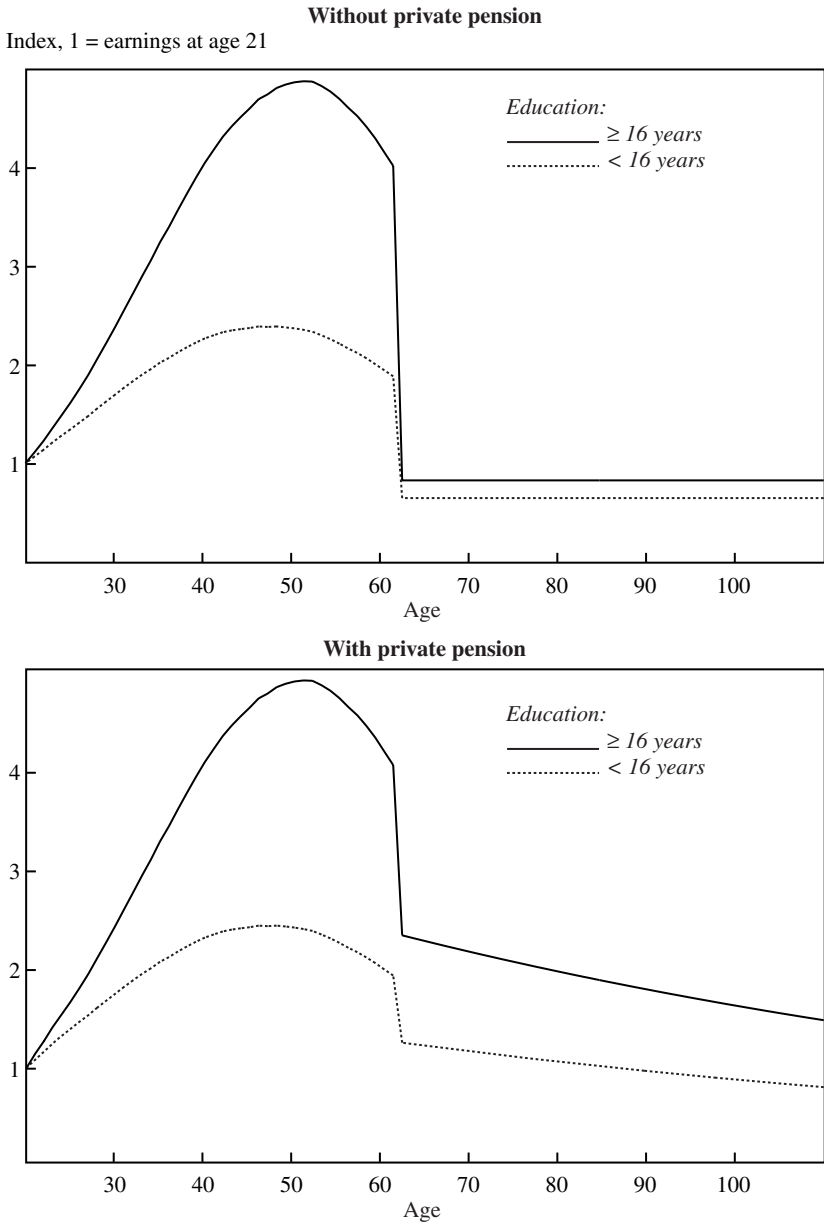 Without private pension
Index, 1 = earnings at age 21
Education:
≥ 16 years
< 16 years
4
3
2
1
30 40 50 60 70 80 90 100
Age
With private pension
Education:
≥ 16 years
< 16 years
4
3
2
1
30 40 50 60 70 80 90 100
Age